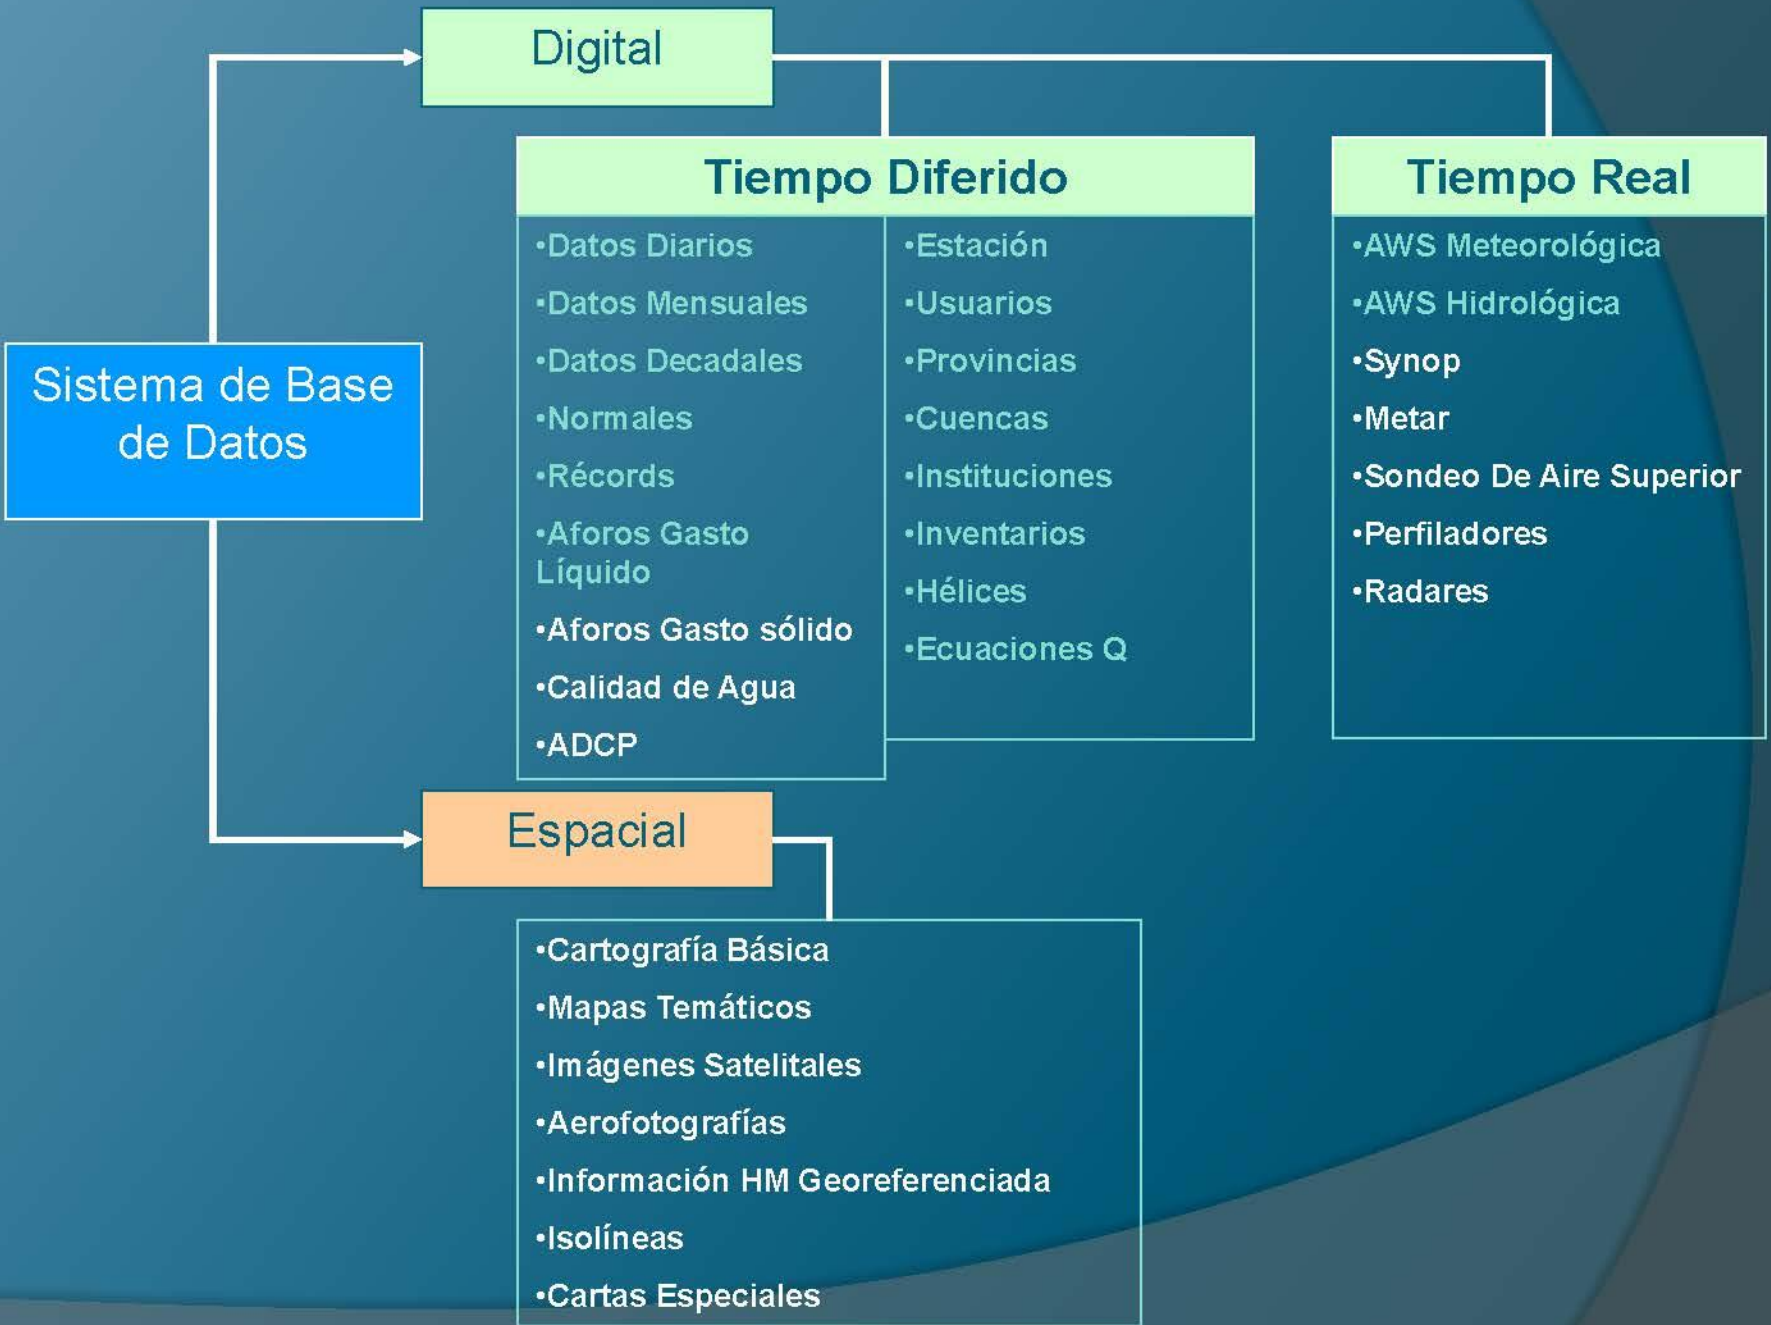 Digital
Tiempo Diferido
•Datos Diarios
•Datos Mensuales
•Datos Decadales
•Normales
•Récords
•Aforos Gasto
Líquido
•Aforos Gasto sólido
•Calidad de Agua
•ADCP
•Estación
•Usuarios
•Provincias
•Cuencas
•Instituciones
•Inventarios
•Hélices
•Ecuaciones Q
Tiempo Real
•AWS Meteorológica
•AWS Hidrológica
•Synop
•Metar
•Sondeo De Aire Superior
•Perfiladores
•Radares
Sistema de Base
de Datos
Espacial
•Cartografía Básica
•Mapas Temáticos
•Imágenes Satelitales
•Aerofotografías
•Información HM Georeferenciada
•Isolíneas
•Cartas Especiales